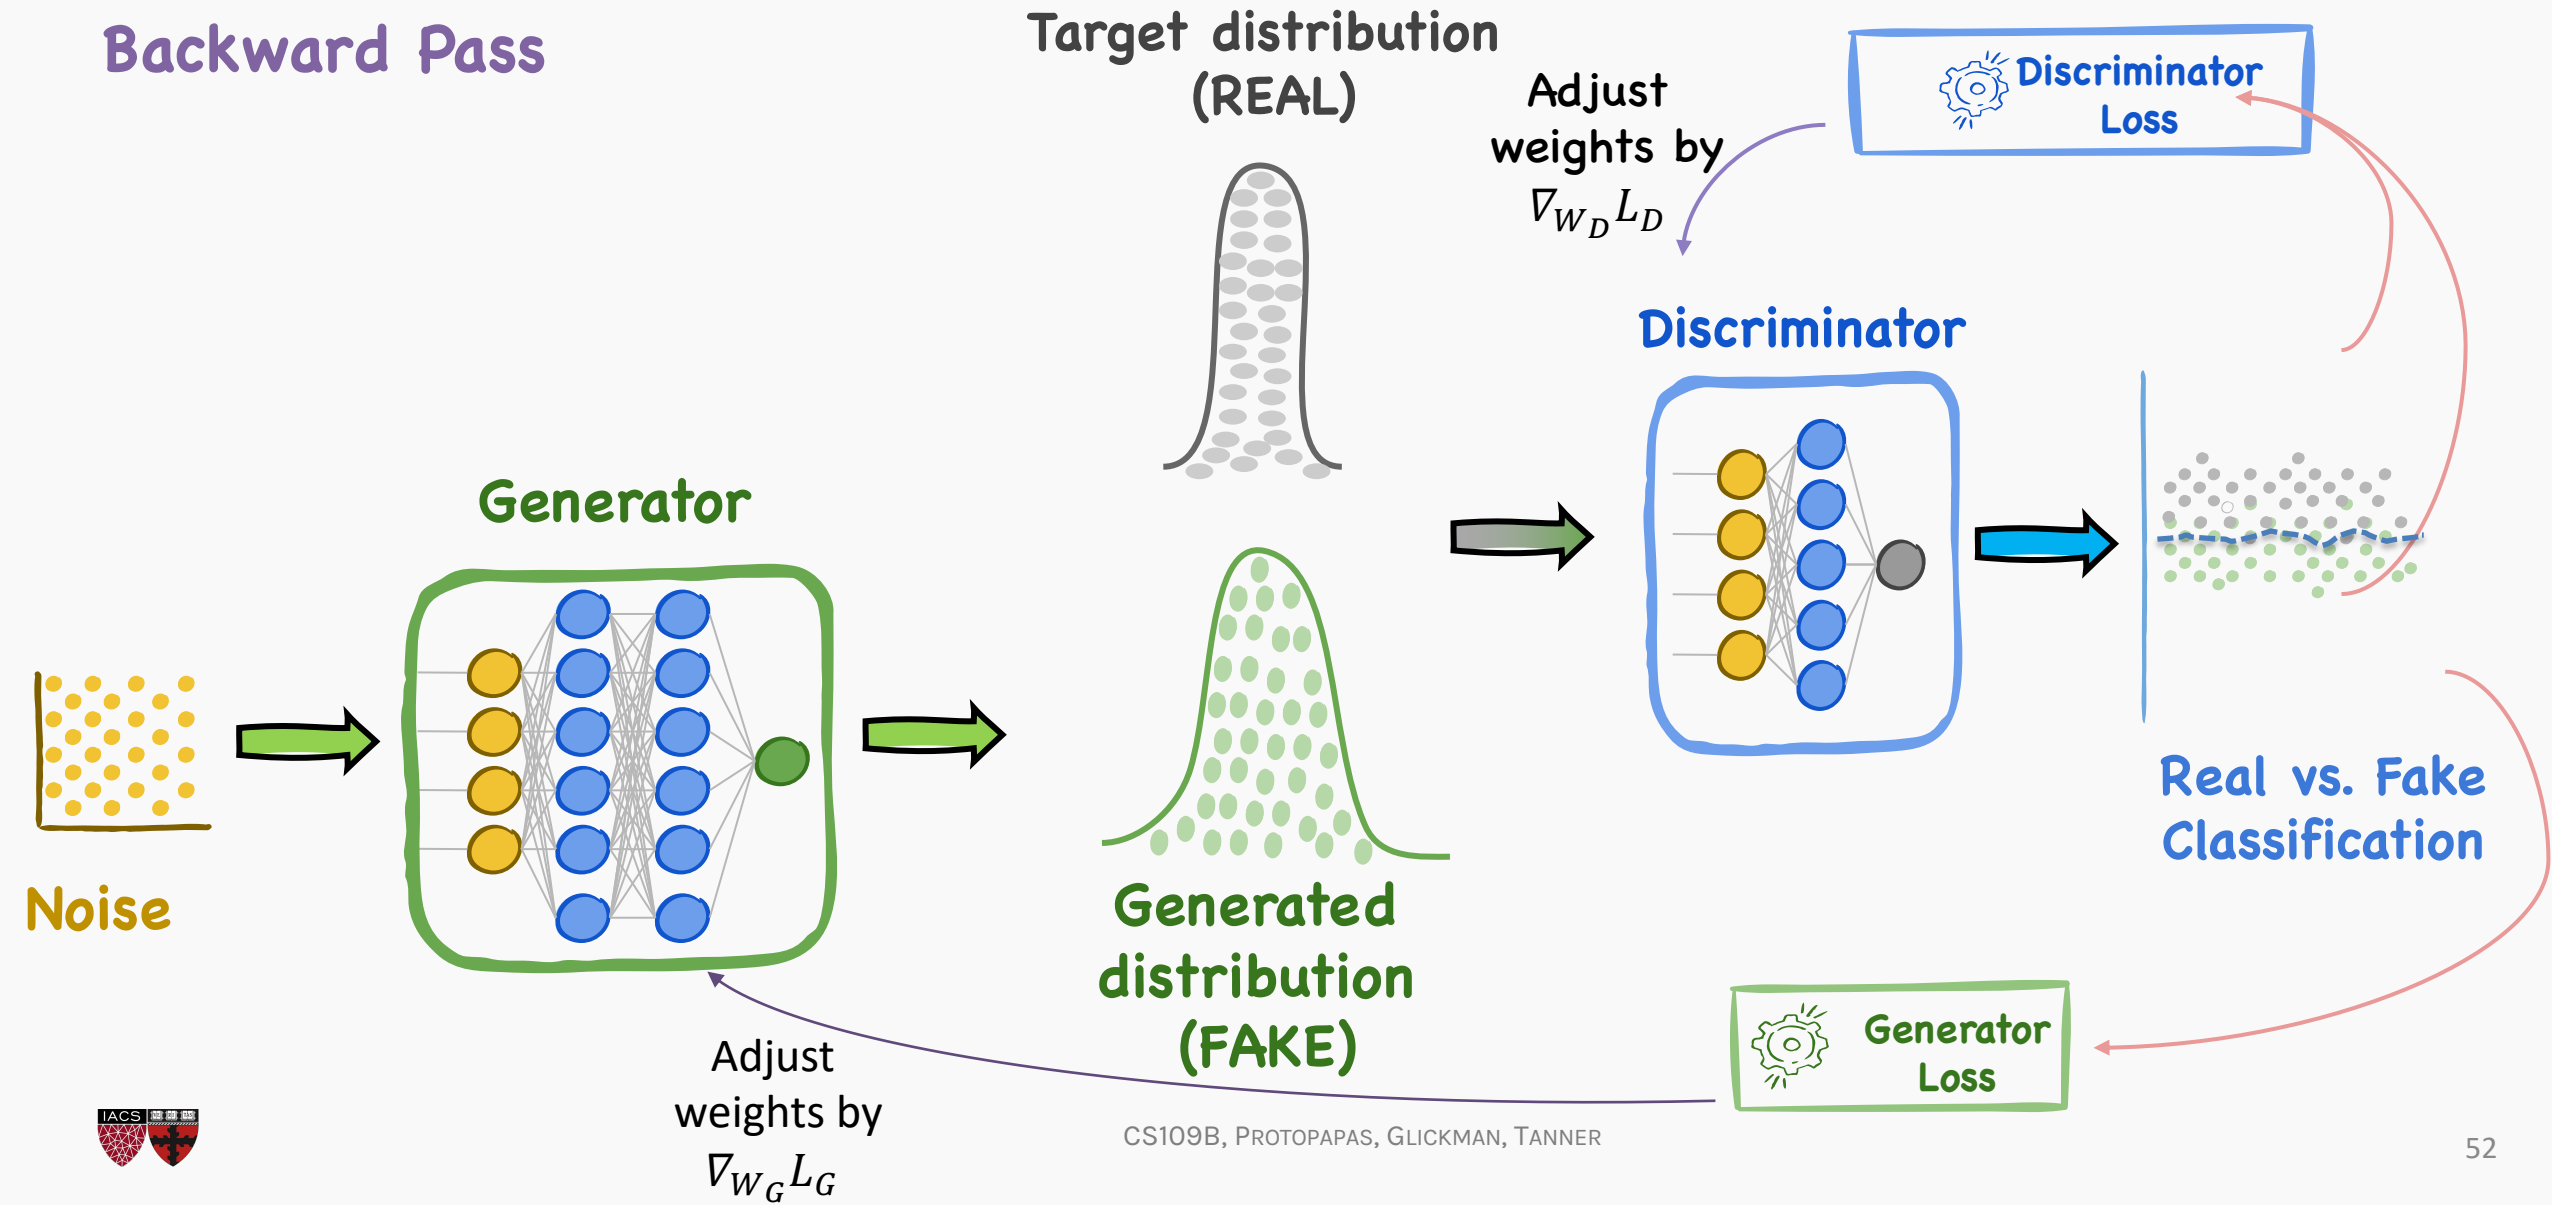 Backward Pass
Target distribution
(REAL)
Adjust
weights by
∇_{W_D} L_D
Discriminator
Loss
Discriminator
Generator
Noise
Real vs. Fake
Classification
Generated
distribution
(FAKE)
Generator
Loss
Adjust
weights by
∇_{W_G} L_G
IACS
CS109B, PROTOPAPAS, GLICKMAN, TANNER
52